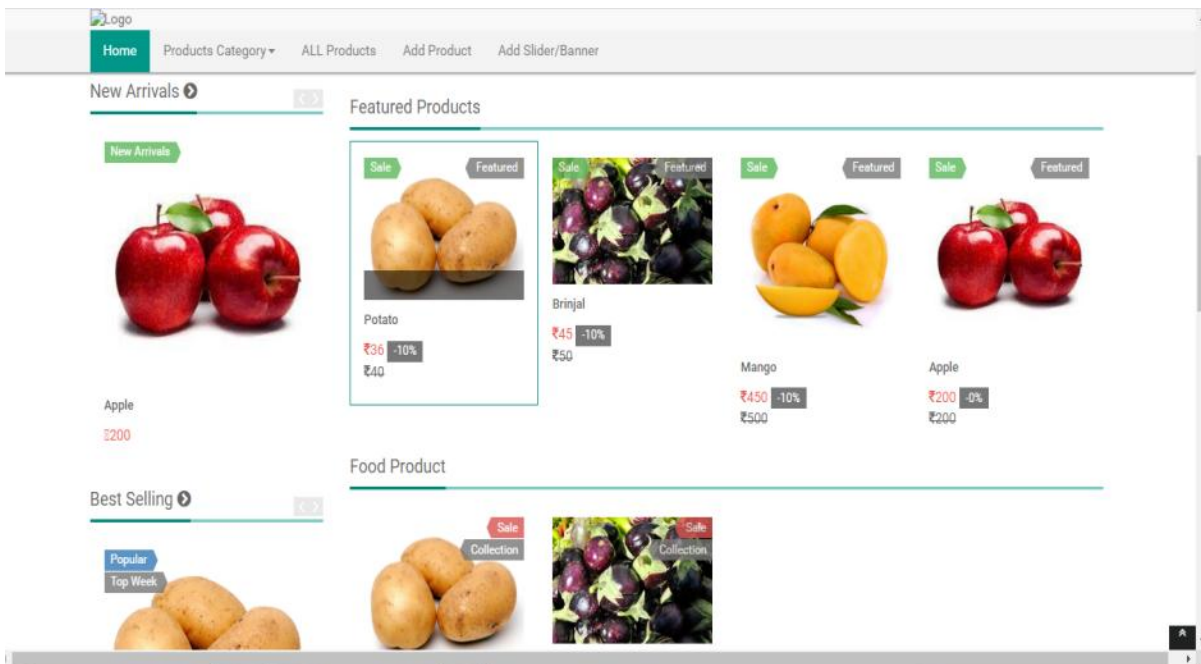 Logo
Home Products Category ALL Products Add Product Add Slider/Banner
New Arrivals
New Arrivals
Apple
200
Best Selling
Popular
Top Week
Featured Products
Sale Featured
Potato
₹36 -10%
₹40
Sale Featured
Brinjal
₹45 -10%
₹50
Sale Featured
Mango
₹450 -10%
₹500
Sale Featured
Apple
₹200 -0%
₹200
Food Product
Sale
Collection
Sale
Collection